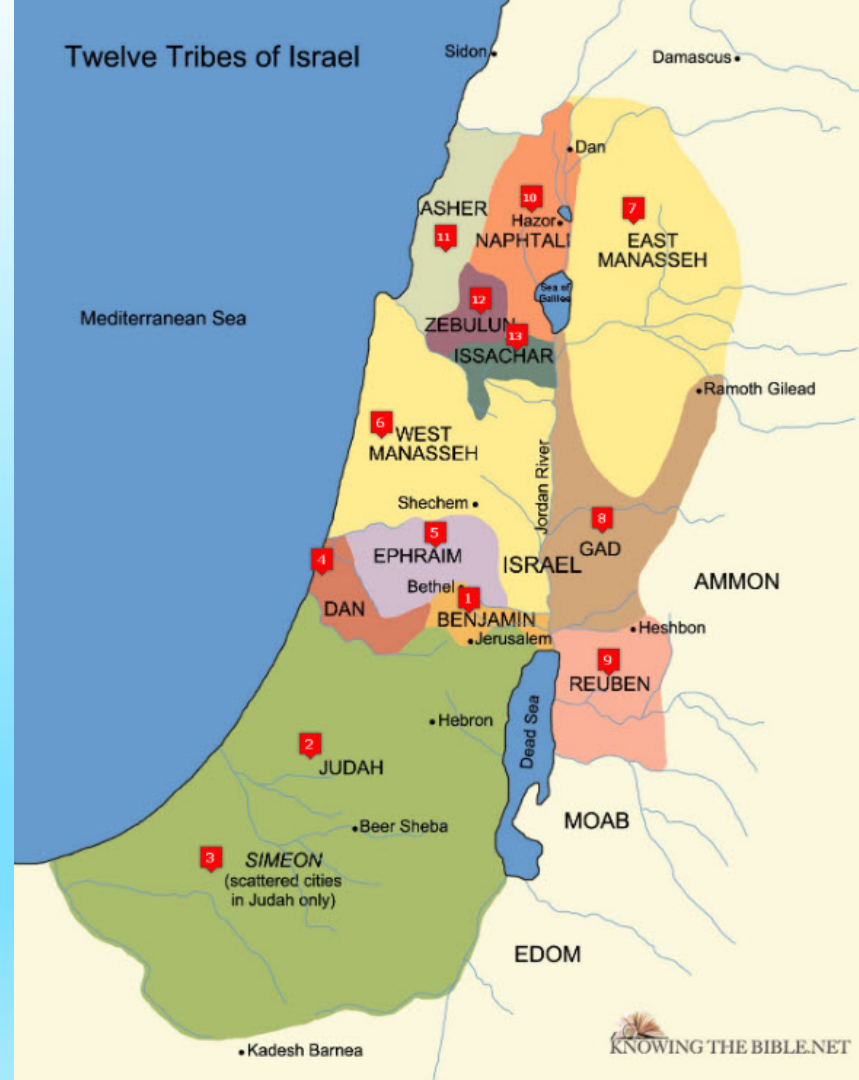 Twelve Tribes of Israel
Sidon
Damascus
Dan
10
7
ASHER
Hazor
11
NAPHTALI
EAST
MANASSEH
Sea of
Galilee
12
Mediterranean Sea
ZEBULUN
13
ISSACHAR
Ramoth Gilead
6
WEST
MANASSEH
Jordan River
Shechem
8
5
EPHRAIM
GAD
4
ISRAEL
Bethel
AMMON
1
DAN
BENJAMIN
Heshbon
Jerusalem
9
REUBEN
Dead Sea
Hebron
2
JUDAH
MOAB
Beer Sheba
3
SIMEON
(scattered cities
in Judah only)
EDOM
KNOWING THE BIBLE.NET
Kadesh Barnea